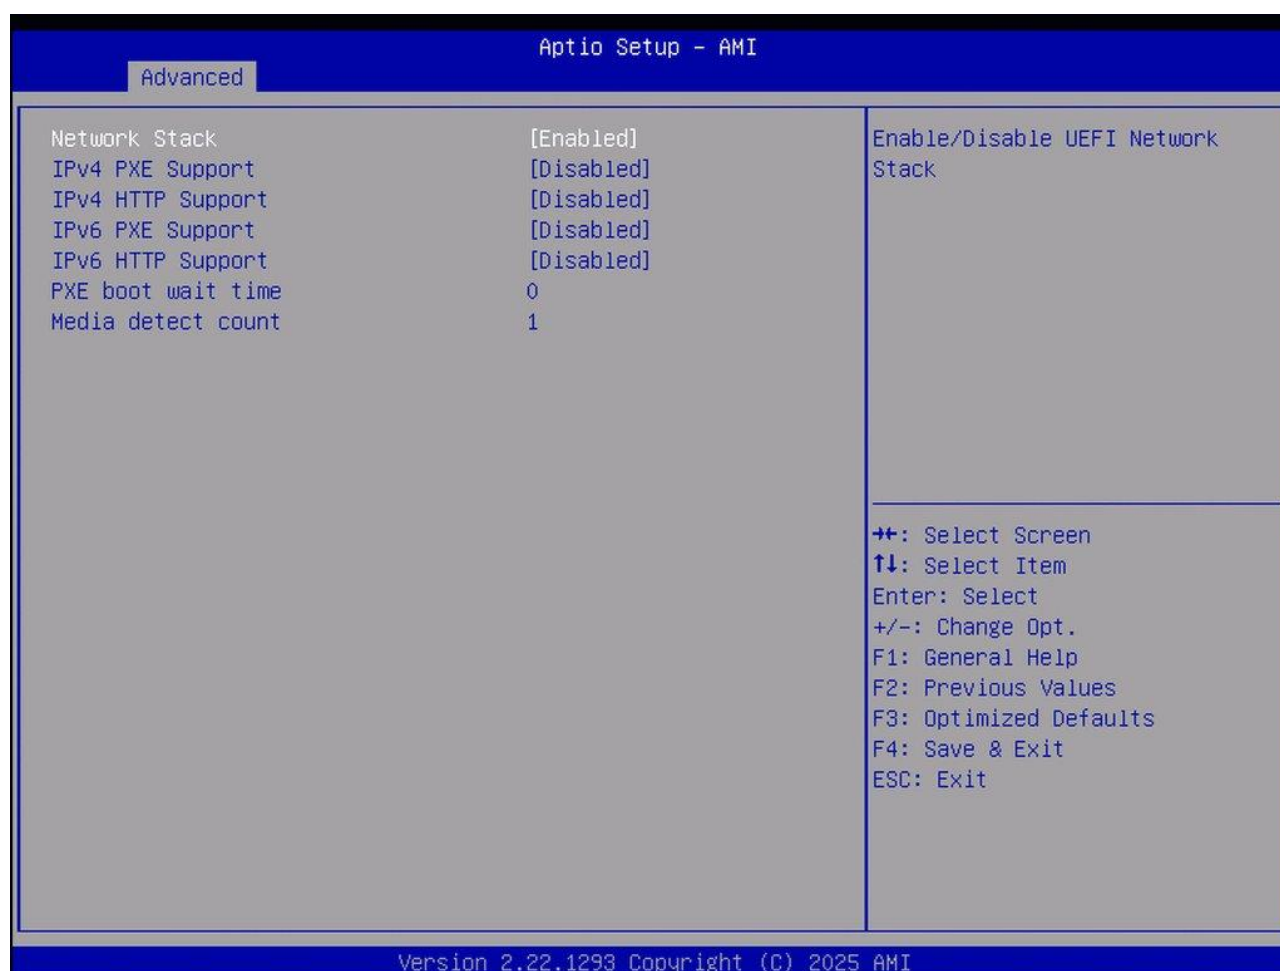 Aptio Setup – AMI
Advanced
Network Stack [Enabled]
IPv4 PXE Support [Disabled]
IPv4 HTTP Support [Disabled]
IPv6 PXE Support [Disabled]
IPv6 HTTP Support [Disabled]
PXE boot wait time 0
Media detect count 1
Enable/Disable UEFI Network
Stack
→←: Select Screen
↑↓: Select Item
Enter: Select
+/-: Change Opt.
F1: General Help
F2: Previous Values
F3: Optimized Defaults
F4: Save & Exit
ESC: Exit
Version 2.22.1293 Copyright (C) 2025 AMI